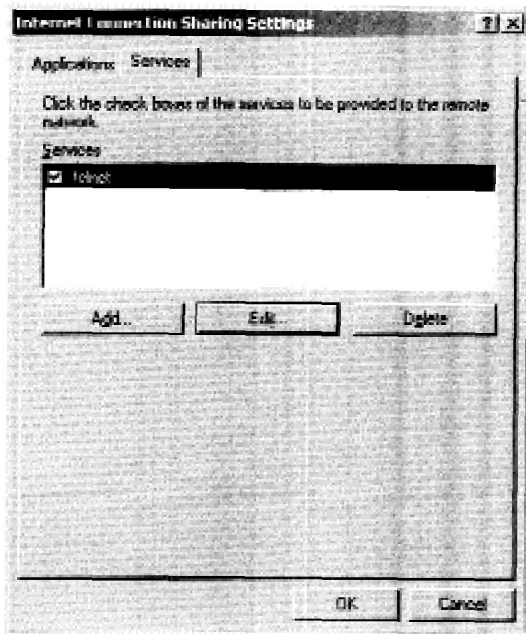 Internet Connection Sharing Settings
Applications Services
Click the check boxes of the services to be provided to the remote
network.
Services
Telnet
Add... Edit... Delete
OK Cancel